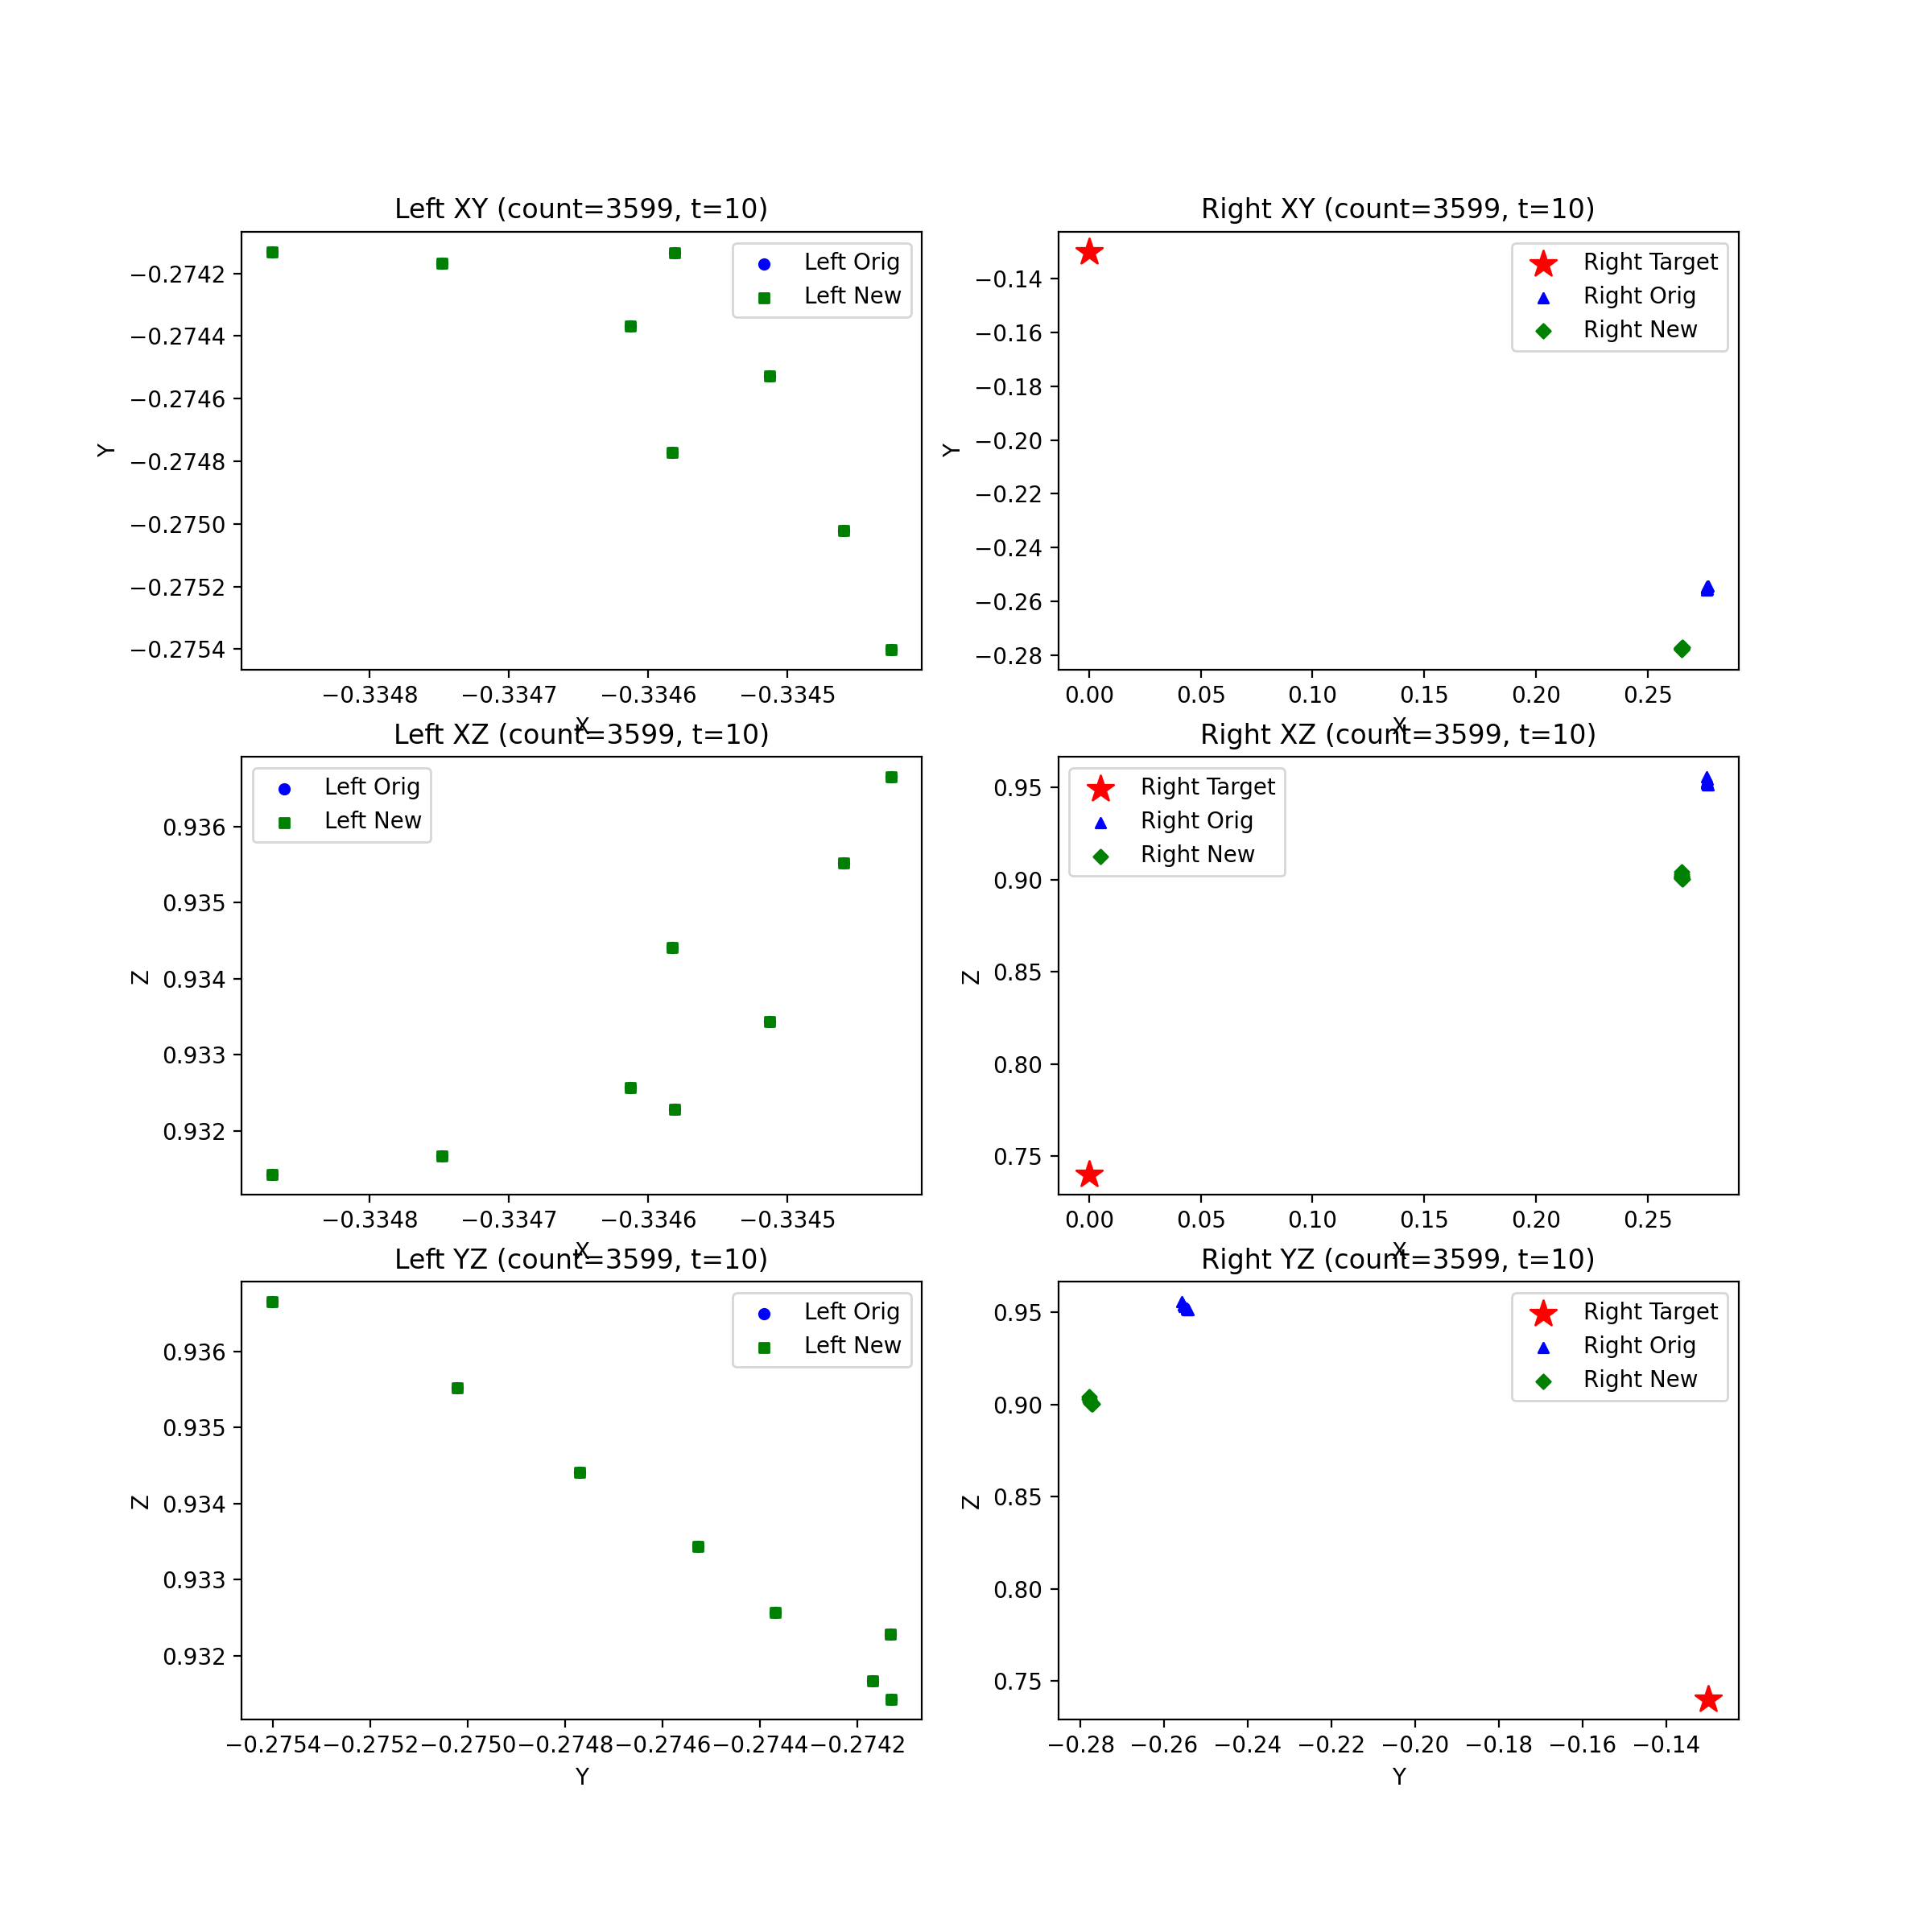 Left XY (count=3599, t=10)
Y
−0.2742
−0.2744
−0.2746
−0.2748
−0.2750
−0.2752
−0.2754
Left Orig
Left New
−0.3348 −0.3347 −0.3346 −0.3345
X
Right XY (count=3599, t=10)
Y
−0.14
−0.16
−0.18
−0.20
−0.22
−0.24
−0.26
−0.28
Right Target
Right Orig
Right New
0.00 0.05 0.10 0.15 0.20 0.25
X
Left XZ (count=3599, t=10)
Z
0.936
0.935
0.934
0.933
0.932
Left Orig
Left New
−0.3348 −0.3347 −0.3346 −0.3345
X
Right XZ (count=3599, t=10)
Z
0.95
0.90
0.85
0.80
0.75
Right Target
Right Orig
Right New
0.00 0.05 0.10 0.15 0.20 0.25
X
Left YZ (count=3599, t=10)
Z
0.936
0.935
0.934
0.933
0.932
Left Orig
Left New
−0.2754 −0.2752 −0.2750 −0.2748 −0.2746 −0.2744 −0.2742
Y
Right YZ (count=3599, t=10)
Z
0.95
0.90
0.85
0.80
0.75
Right Target
Right Orig
Right New
−0.28 −0.26 −0.24 −0.22 −0.20 −0.18 −0.16 −0.14
Y